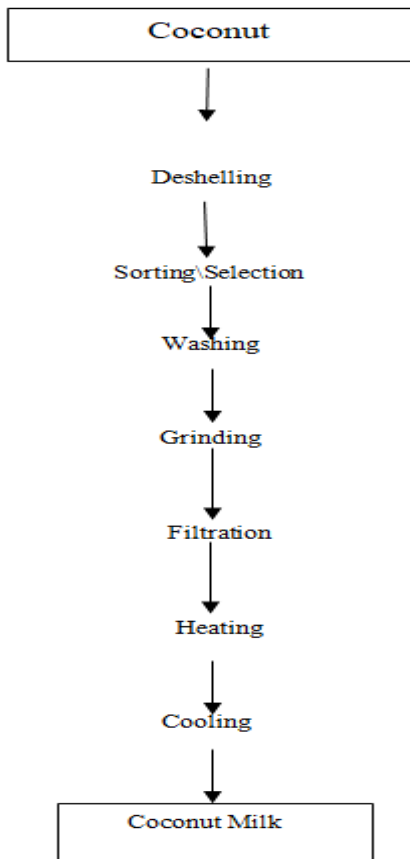 Coconut
Deshelling
Sorting\Selection
Washing
Grinding
Filtration
Heating
Cooling
Coconut Milk